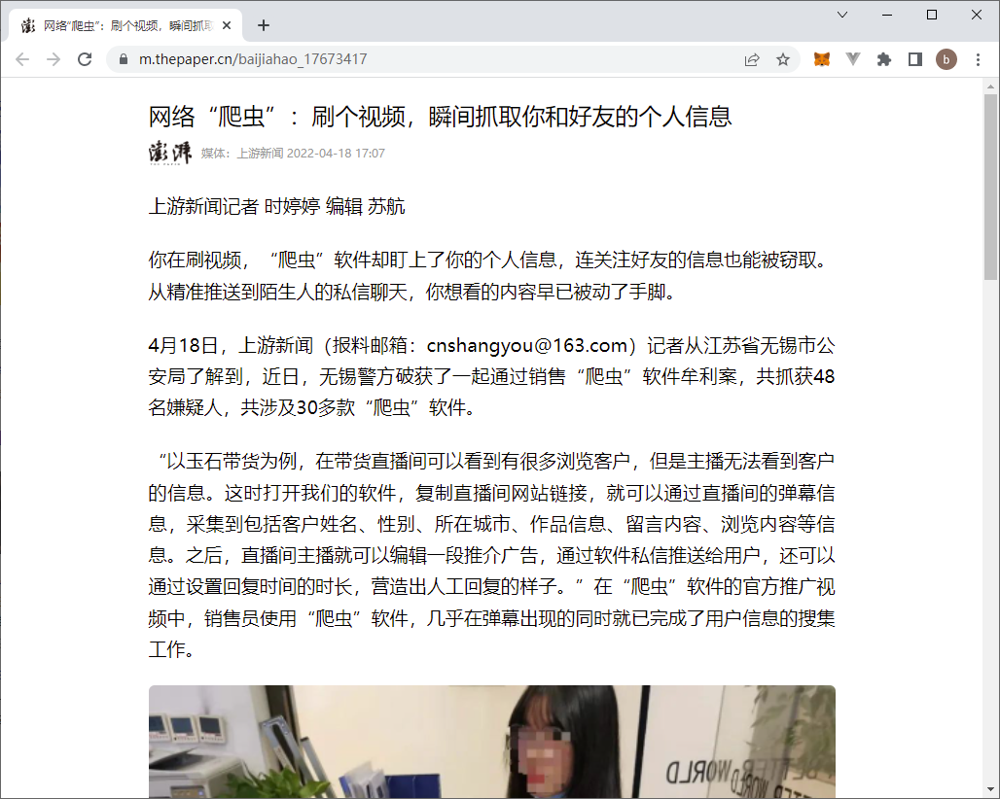 网络“爬虫”：刷个视频，瞬间抓取
m.thepaper.cn/baijiahao_17673417
b
网络“爬虫”：刷个视频，瞬间抓取你和好友的个人信息
澎湃 媒体：上游新闻 2022-04-18 17:07
THE PAPER
上游新闻记者 时婷婷 编辑 苏航
你在刷视频，“爬虫”软件却盯上了你的个人信息，连关注好友的信息也能被窃取。
从精准推送到陌生人的私信聊天，你想看的内容早已被动了手脚。
4月18日，上游新闻（报料邮箱：cnshangyou@163.com）记者从江苏省无锡市公
安局了解到，近日，无锡警方破获了一起通过销售“爬虫”软件牟利案，共抓获48
名嫌疑人，共涉及30多款“爬虫”软件。
“以玉石带货为例，在带货直播间可以看到有很多浏览客户，但是主播无法看到客户
的信息。这时打开我们的软件，复制直播间网站链接，就可以通过直播间的弹幕信
息，采集到包括客户姓名、性别、所在城市、作品信息、留言内容、浏览内容等信
息。之后，直播间主播就可以编辑一段推介广告，通过软件私信推送给用户，还可以
通过设置回复时间的时长，营造出人工回复的样子。”在“爬虫”软件的官方推广视
频中，销售员使用“爬虫”软件，几乎在弹幕出现的同时就已完成了用户信息的搜集
工作。
BETTER WORLD